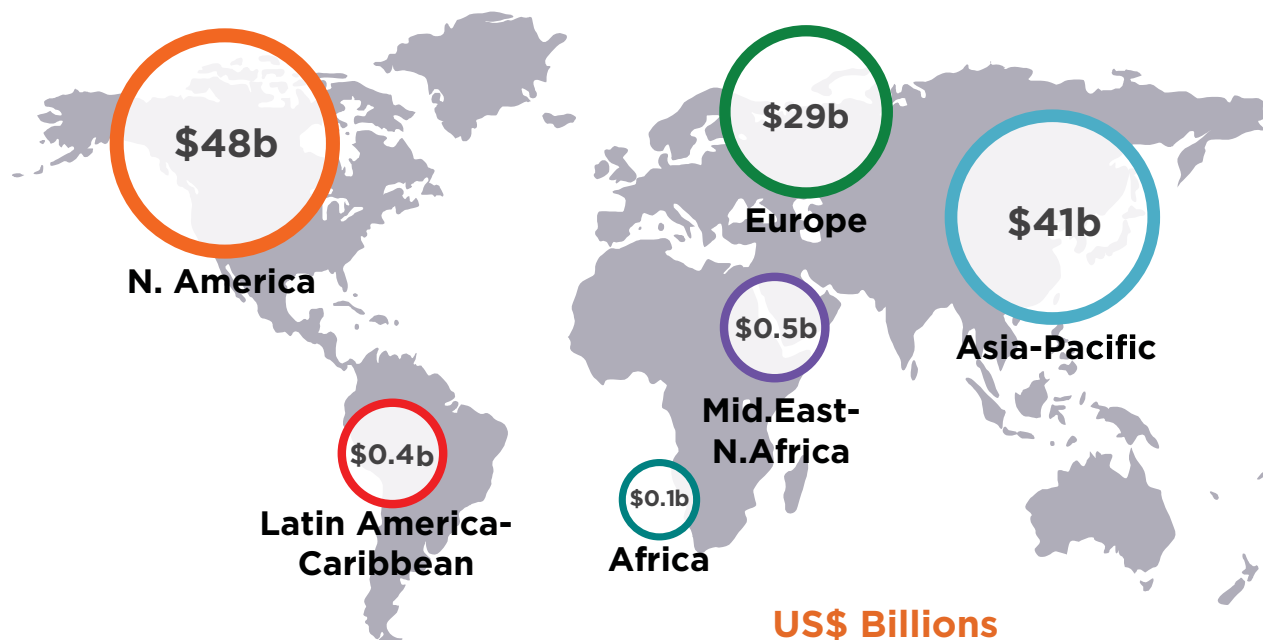 $48b
N. America
$29b
Europe
$41b
Asia-Pacific
$0.5b
Mid.East-
N.Africa
$0.4b
Latin America-
Caribbean
$0.1b
Africa
US$ Billions